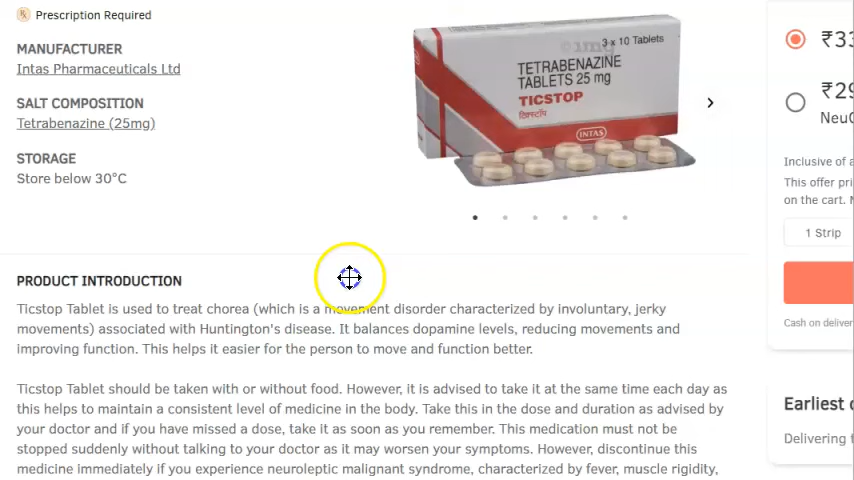 Prescription Required
MANUFACTURER
Intas Pharmaceuticals Ltd
SALT COMPOSITION
Tetrabenazine (25mg)
STORAGE
Store below 30°C
1mg
3 x 10 Tablets
TETRABENAZINE
TABLETS 25 mg
TICSTOP
टिक्स्टॉप
INTAS
PRODUCT INTRODUCTION
Ticstop Tablet is used to treat chorea (which is a movement disorder characterized by involuntary, jerky
movements) associated with Huntington's disease. It balances dopamine levels, reducing movements and
improving function. This helps it easier for the person to move and function better.
Ticstop Tablet should be taken with or without food. However, it is advised to take it at the same time each day as
this helps to maintain a consistent level of medicine in the body. Take this in the dose and duration as advised by
your doctor and if you have missed a dose, take it as soon as you remember. This medication must not be
stopped suddenly without talking to your doctor as it may worsen your symptoms. However, discontinue this
medicine immediately if you experience neuroleptic malignant syndrome, characterized by fever, muscle rigidity,
₹33
₹29
NeuC
Inclusive of a
This offer pri
on the cart. N
1 Strip
Cash on deliver
Earliest
Delivering t